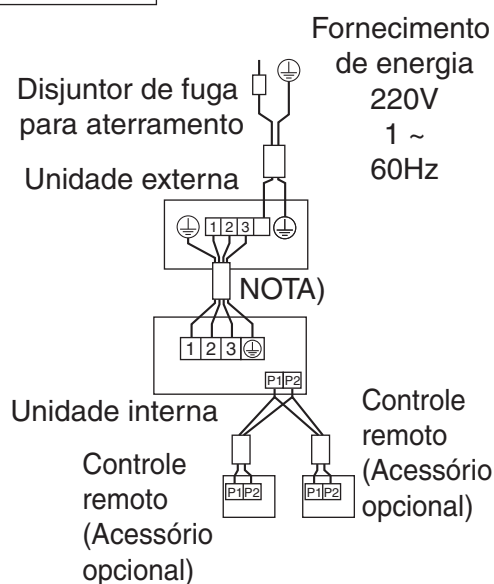 Fornecimento
de energia
220V
1 ~
60Hz
Disjuntor de fuga
para aterramento
Unidade externa
1 2 3
NOTA)
1 2 3
P1 P2
Unidade interna
Controle
remoto
(Acessório
opcional)
P1 P2
P1 P2
Controle
remoto
(Acessório
opcional)